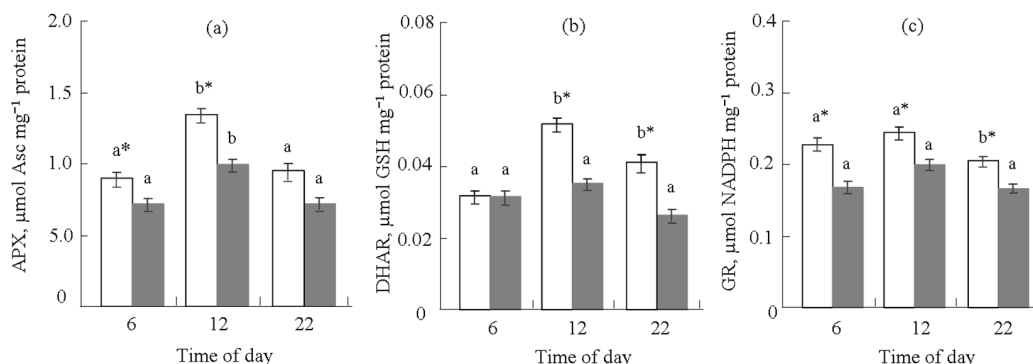 (a)
APX, μmol Asc mg⁻¹ protein
2.0
1.5
1.0
5.0
0
a*
a
b*
b
a
a
6
12
22
Time of day
(b)
DHAR, μmol GSH mg⁻¹ protein
0.08
0.06
0.04
0.02
0
a
a
b*
a
b*
a
6
12
22
Time of day
(c)
GR, μmol NADPH mg⁻¹ protein
0.4
0.3
0.2
0.1
0
a*
a
a*
a
b*
a
6
12
22
Time of day